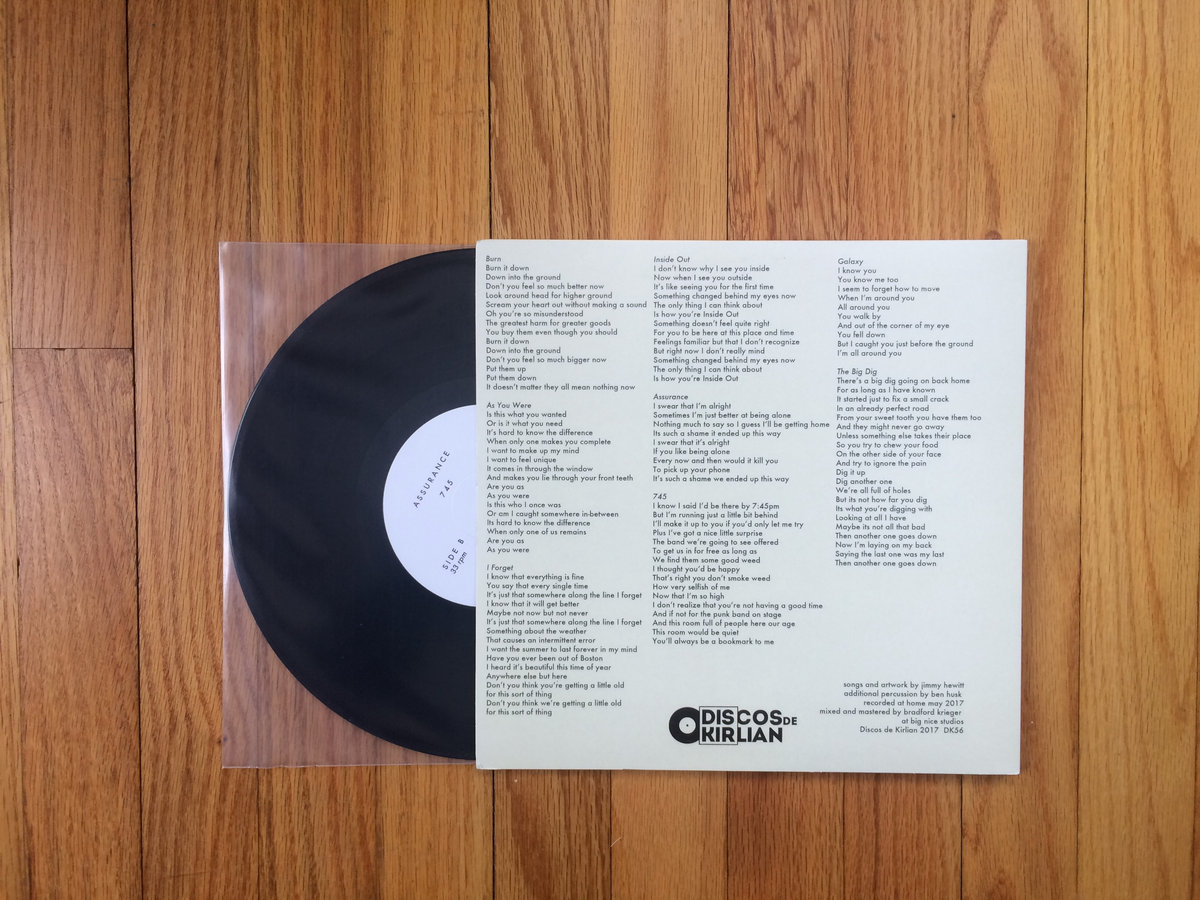 ASSURANCE
745
SIDE B
33 rpm
Burn
Burn it down
Down into the ground
Don't you feel so much better now
Look around head for higher ground
Scream your heart out without making a sound
Oh you're so misunderstood
The greatest harm for greater goods
You buy them even though you should
Burn it down
Down into the ground
Don't you feel so much bigger now
Put them up
Put them down
It doesn't matter they all mean nothing now
As You Were
Is this what you wanted
Or is it what you need
It's hard to know the difference
When only one makes you complete
I want to make up my mind
I want to feel unique
It comes in through the window
And makes you lie through your front teeth
Are you as
As you were
Is this who I once was
Or am I caught somewhere in-between
Its hard to know the difference
When only one of us remains
Are you as
As you were
I Forget
I know that everything is fine
You say that every single time
It's just that somewhere along the line I forget
I know that it will get better
Maybe not now but not never
It's just that somewhere along the line I forget
Something about the weather
That causes an intermittent error
I want the summer to last forever in my mind
Have you ever been out of Boston
I heard it's beautiful this time of year
Anywhere else but here
Don't you think you're getting a little old
for this sort of thing
Don't you think we're getting a little old
for this sort of thing
Inside Out
I don't know why I see you inside
Now when I see you outside
It's like seeing you for the first time
Something changed behind my eyes now
The only thing I can think about
Is how you're Inside Out
Something doesn't feel quite right
For you to be here at this place and time
Feelings familiar but that I don't recognize
But right now I don't really mind
Something changed behind my eyes now
The only thing I can think about
Is how you're Inside Out
Assurance
I swear that I'm alright
Sometimes I'm just better at being alone
Nothing much to say so I guess I'll be getting home
Its such a shame it ended up this way
I swear that it's alright
If you like being alone
Every now and then would it kill you
To pick up your phone
It's such a shame we ended up this way
745
I know I said I'd be there by 7:45pm
But I'm running just a little bit behind
I'll make it up to you if you'd only let me try
Plus I've got a nice little surprise
The band we're going to see offered
To get us in for free as long as
We find them some good weed
I thought you'd be happy
That's right you don't smoke weed
How very selfish of me
Now that I'm so high
I don't realize that you're not having a good time
And if not for the punk band on stage
And this room full of people here our age
This room would be quiet
You'll always be a bookmark to me
Galaxy
I know you
You know me too
I seem to forget how to move
When I'm around you
All around you
You walk by
And out of the corner of my eye
You fell down
But I caught you just before the ground
I'm all around you
The Big Dig
There's a big dig going on back home
For as long as I have known
It started just to fix a small crack
In an already perfect road
From your sweet tooth you have them too
And they might never go away
Unless something else takes their place
So you try to chew your food
On the other side of your face
And try to ignore the pain
Dig it up
Dig another one
We're all full of holes
But its not how far you dig
Its what you're digging with
Looking at all I have
Maybe its not all that bad
Then another one goes down
Now I'm laying on my back
Saying the last one was my last
Then another one goes down
DISCOS DE
KIRLIAN
songs and artwork by jimmy hewitt
additional percussion by ben husk
recorded at home may 2017
mixed and mastered by bradford krieger
at big nice studios
Discos de Kirlian 2017 DK56